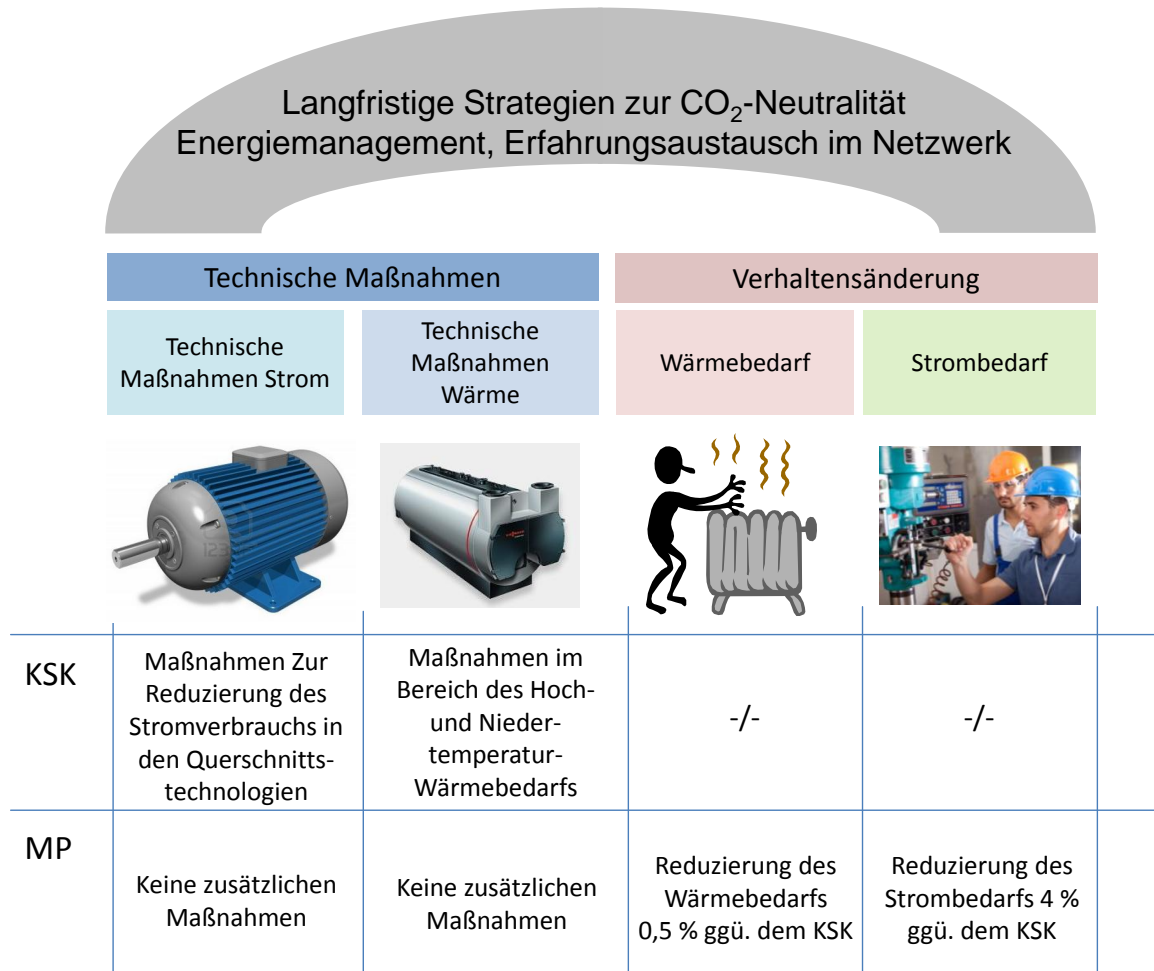 Langfristige Strategien zur CO₂-Neutralität
Energiemanagement, Erfahrungsaustausch im Netzwerk
Technische Maßnahmen
Verhaltensänderung
Technische
Maßnahmen Strom
Technische
Maßnahmen
Wärme
Wärmebedarf
Strombedarf
KSK
Maßnahmen Zur
Reduzierung des
Stromverbrauchs in
den Querschnitts-
technologien
Maßnahmen im
Bereich des Hoch-
und Nieder-
temperatur-
Wärmebedarfs
-/-
-/-
MP
Keine zusätzlichen
Maßnahmen
Keine zusätzlichen
Maßnahmen
Reduzierung des
Wärmebedarfs
0,5 % ggü. dem KSK
Reduzierung des
Strombedarfs 4 %
ggü. dem KSK